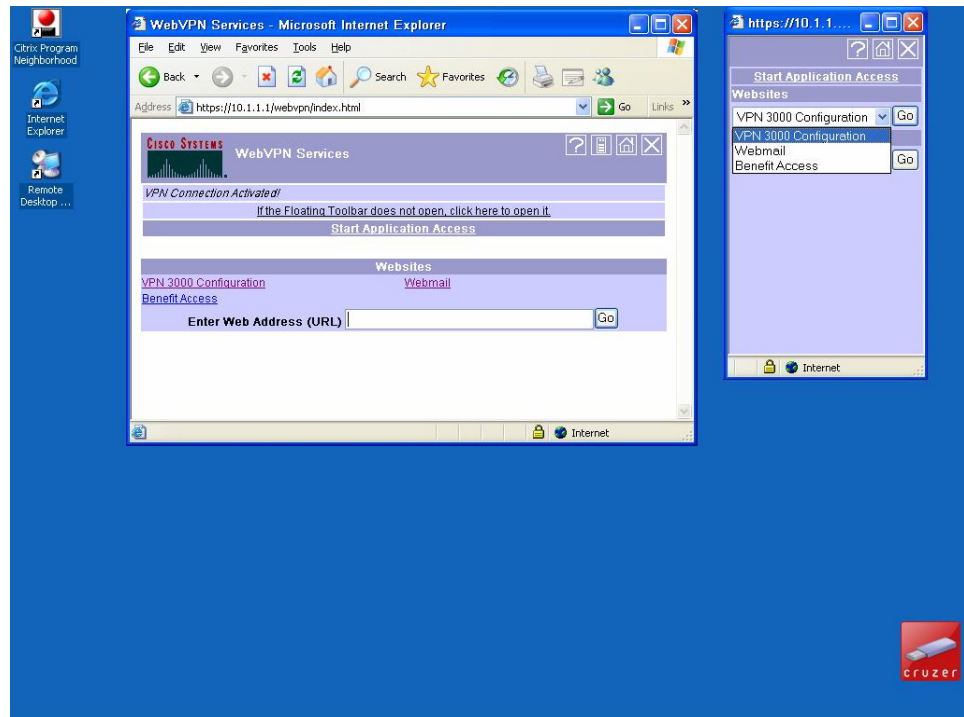 Citrix Program
Neighborhood
Internet
Explorer
Remote
Desktop ...
WebVPN Services - Microsoft Internet Explorer
File Edit View Favorites Tools Help
Back Search Favorites
Address https://10.1.1.1/webvpn/index.html Go Links »
CISCO SYSTEMS
WebVPN Services
VPN Connection Activated!
If the Floating Toolbar does not open, click here to open it.
Start Application Access
Websites
VPN 3000 Configuration Webmail
Benefit Access
Enter Web Address (URL) Go
Internet
https://10.1.1....
Start Application Access
Websites
VPN 3000 Configuration Go
VPN 3000 Configuration
Webmail
Benefit Access
Go
Internet
cruzer